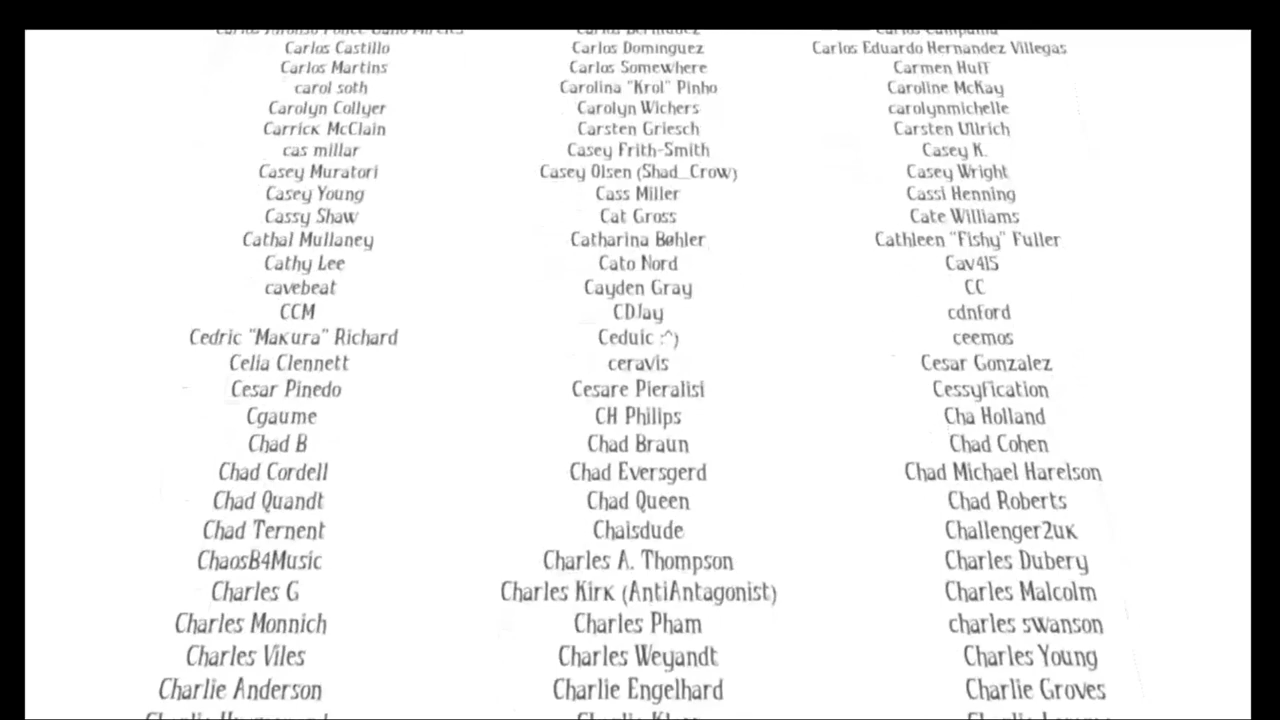 Carlos Castillo Carlos Dominguez Carlos Eduardo Hernandez Villegas
Carlos Martins Carlos Somewhere Carmen Huff
carol soth Carolina "Krol" Pinho Caroline McKay
Carolyn Collyer Carolyn Wichers carolynmichelle
Carrick McClain Carsten Griesch Carsten Ullrich
cas millar Casey Frith-Smith Casey K.
Casey Muratori Casey Olsen (Shad_Crow) Casey Wright
Casey Young Cass Miller Cassi Henning
Cassy Shaw Cat Gross Cate Williams
Cathal Mullaney Catharina Bøhler Cathleen "Fishy" Fuller
Cathy Lee Cato Nord Cav415
cavebeat Cayden Gray CC
CCM CDJay cdnford
Cedric "Makura" Richard Ceduic :^) ceemos
Celia Clennett ceravis Cesar Gonzalez
Cesar Pinedo Cesare Pieralisi Cessyfication
Cgaume CH Philips Cha Holland
Chad B Chad Braun Chad Cohen
Chad Cordell Chad Eversgerd Chad Michael Harelson
Chad Quandt Chad Queen Chad Roberts
Chad Ternent Chaisdude Challenger2uk
ChaosB4Music Charles A. Thompson Charles Dubery
Charles G Charles Kirk (AntiAntagonist) Charles Malcolm
Charles Monnich Charles Pham charles swanson
Charles Viles Charles Weyandt Charles Young
Charlie Anderson Charlie Engelhard Charlie Groves